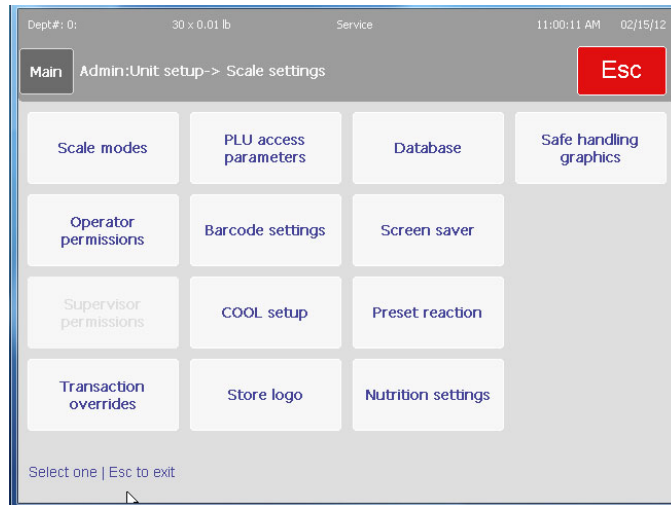 Dept#: 0: 30 x 0.01 lb Service 11:00:11 AM 02/15/12
Main Admin:Unit setup-> Scale settings Esc
Scale modes
PLU access
parameters
Database
Safe handling
graphics
Operator
permissions
Barcode settings
Screen saver
Supervisor
permissions
COOL setup
Preset reaction
Transaction
overrides
Store logo
Nutrition settings
Select one | Esc to exit